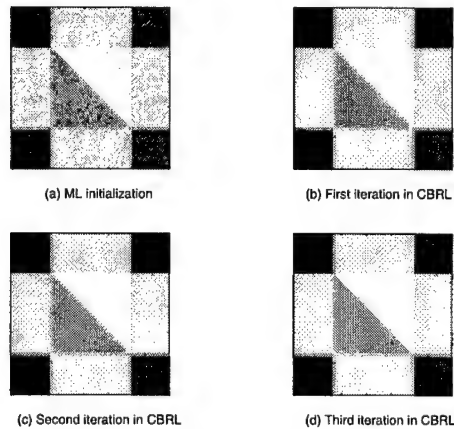 (a) ML initialization
(b) First iteration in CBRL
(c) Second iteration in CBRL
(d) Third iteration in CBRL